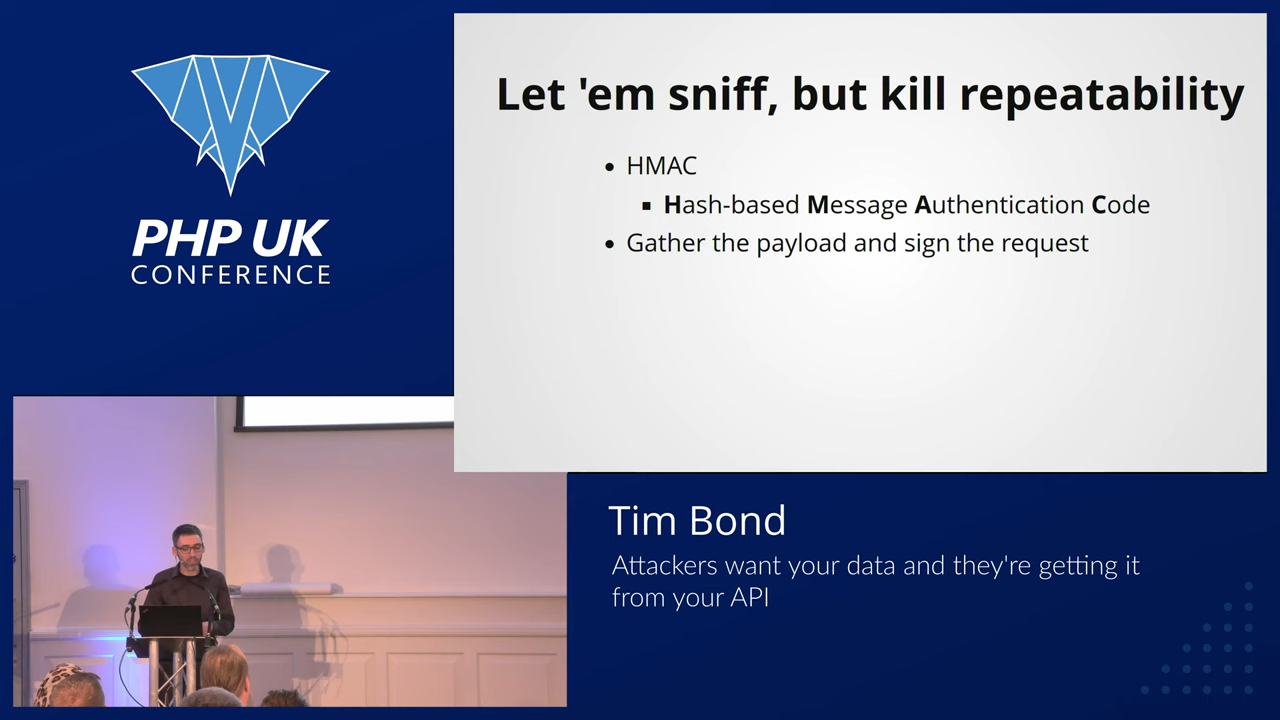 PHP UK
CONFERENCE
Let 'em sniff, but kill repeatability
• HMAC
▪ Hash-based Message Authentication Code
• Gather the payload and sign the request
Tim Bond
Attackers want your data and they're getting it
from your API